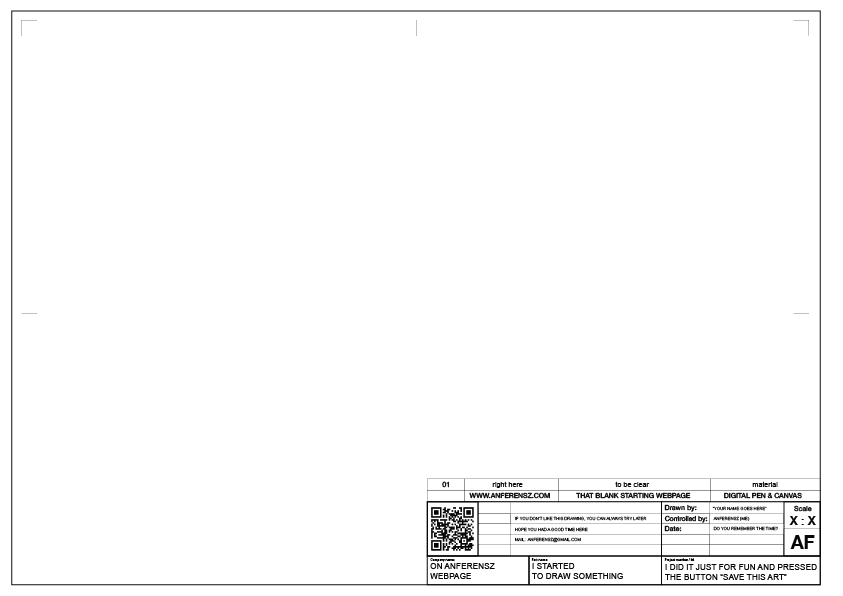 01 right here to be clear material
WWW.ANFERENSZ.COM THAT BLANK STARTING WEBPAGE DIGITAL PEN & CANVAS
Drawn by: "YOUR NAME GOES HERE" Scale
IF YOU DON'T LIKE THIS DRAWING, YOU CAN ALWAYS TRY LATER Controlled by: ANFERENSZ (ME) X : X
HOPE YOU HAD A GOOD TIME HERE Date: DO YOU REMEMBER THE TIME?
MAIL: ANFERENSZ@GMAIL.COM AF
Company name: Part name: Project number / title
ON ANFERENSZ I STARTED I DID IT JUST FOR FUN AND PRESSED
WEBPAGE TO DRAW SOMETHING THE BUTTON "SAVE THIS ART"